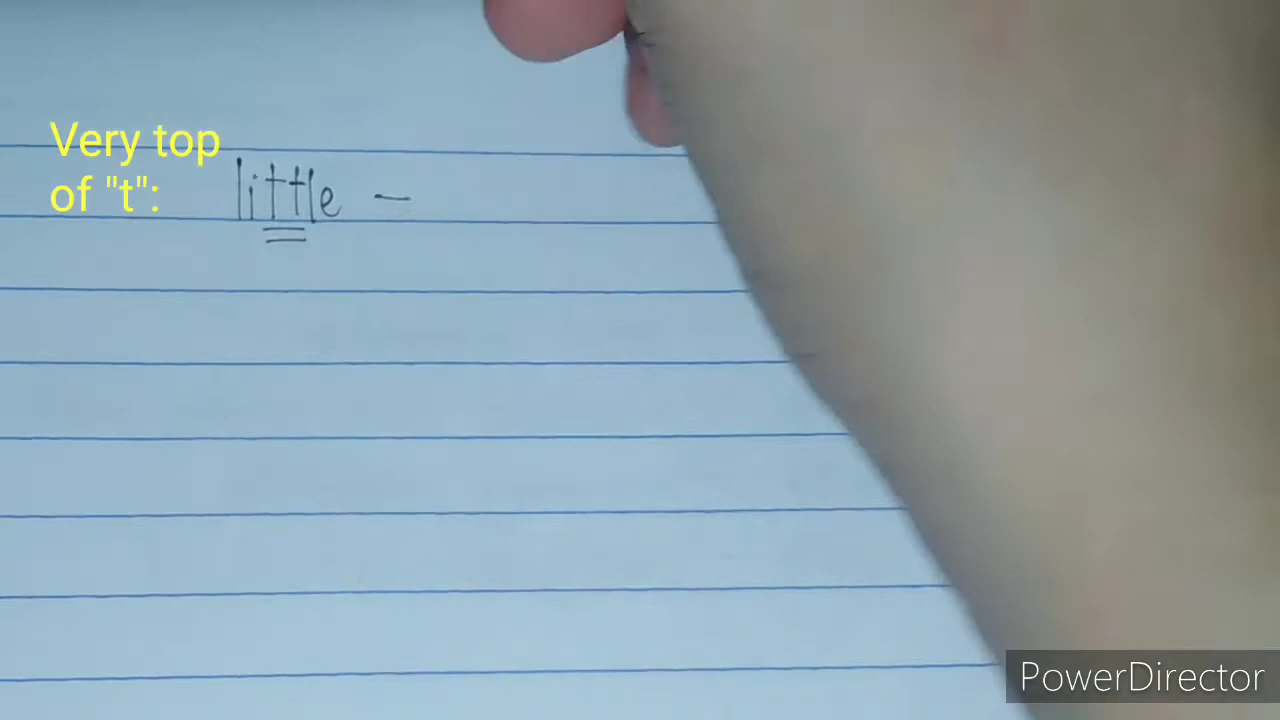 Very top
of "t":
little –
PowerDirector